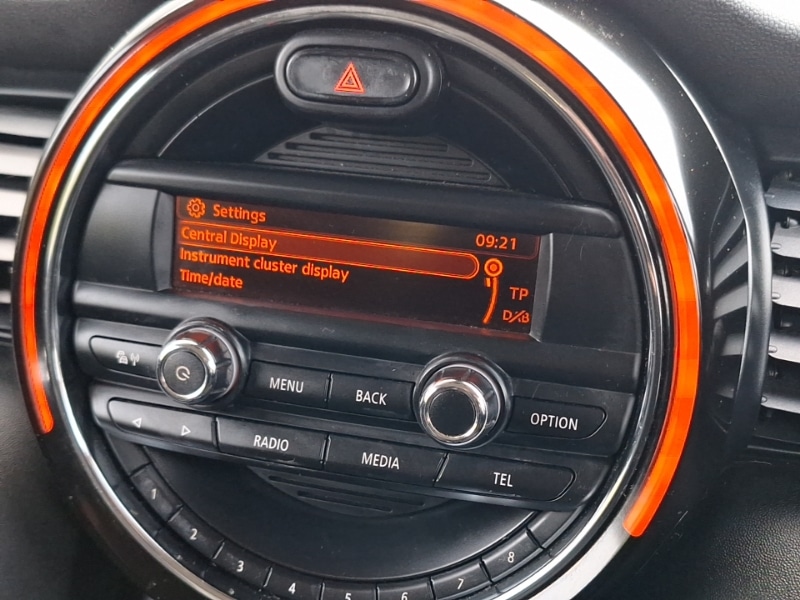 Settings
09:21
Central Display
Instrument cluster display
Time/date
TP
DAB
MENU
BACK
OPTION
RADIO
MEDIA
TEL
1
2
3
4
5
6
7
8